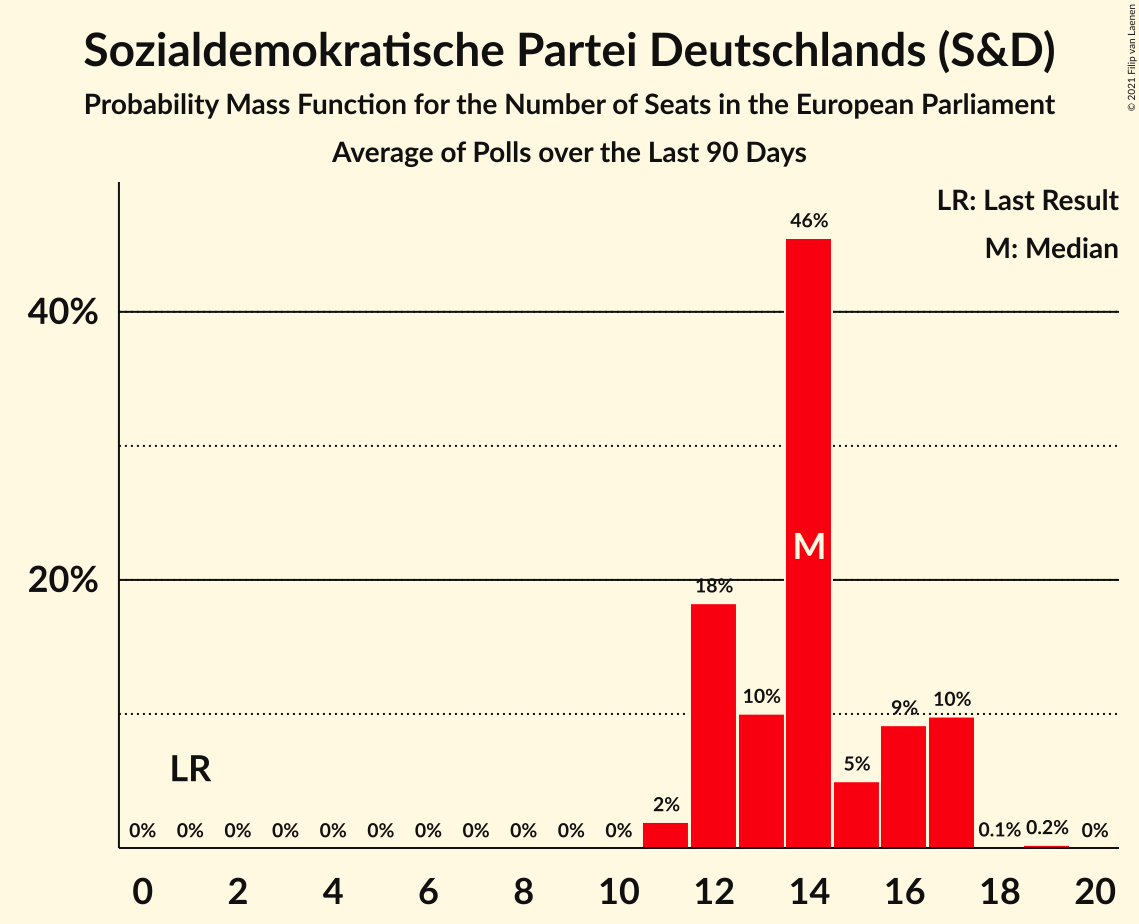 Sozialdemokratische Partei Deutschlands (S&D)
Probability Mass Function for the Number of Seats in the European Parliament
Average of Polls over the Last 90 Days
© 2021 Filip van Laenen
LR: Last Result
M: Median
46%
40%
M
20%
18%
10%
9%
10%
LR
5%
2%
0% 0% 0% 0% 0% 0% 0% 0% 0% 0% 0% 0.1% 0.2% 0%
0 2 4 6 8 10 12 14 16 18 20